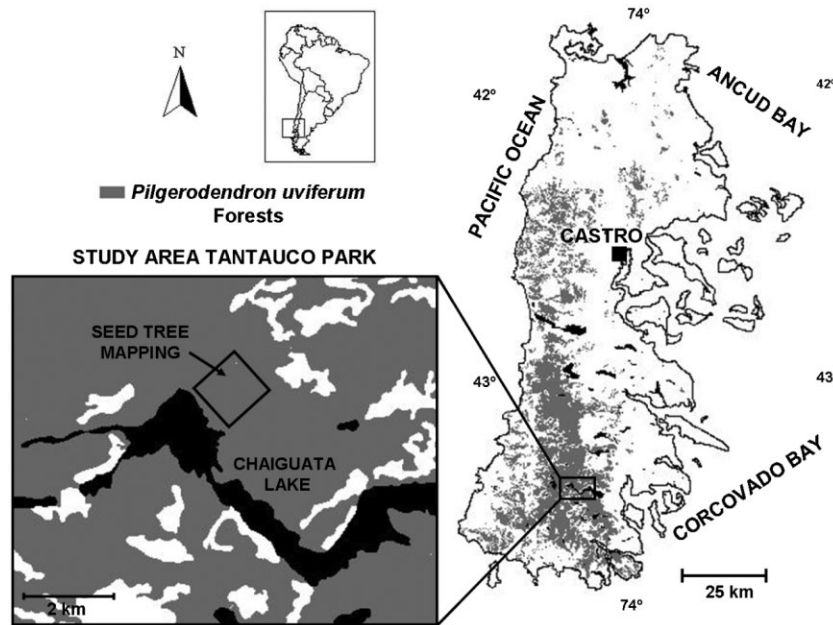 N
74º
42º
42º
PACIFIC OCEAN
ANCUD BAY
Pilgerodendron uviferum
Forests
CASTRO
STUDY AREA TANTAUCO PARK
SEED TREE
MAPPING
CHAIGUATA
LAKE
2 km
43º
43
CORCOVADO BAY
74º
25 km